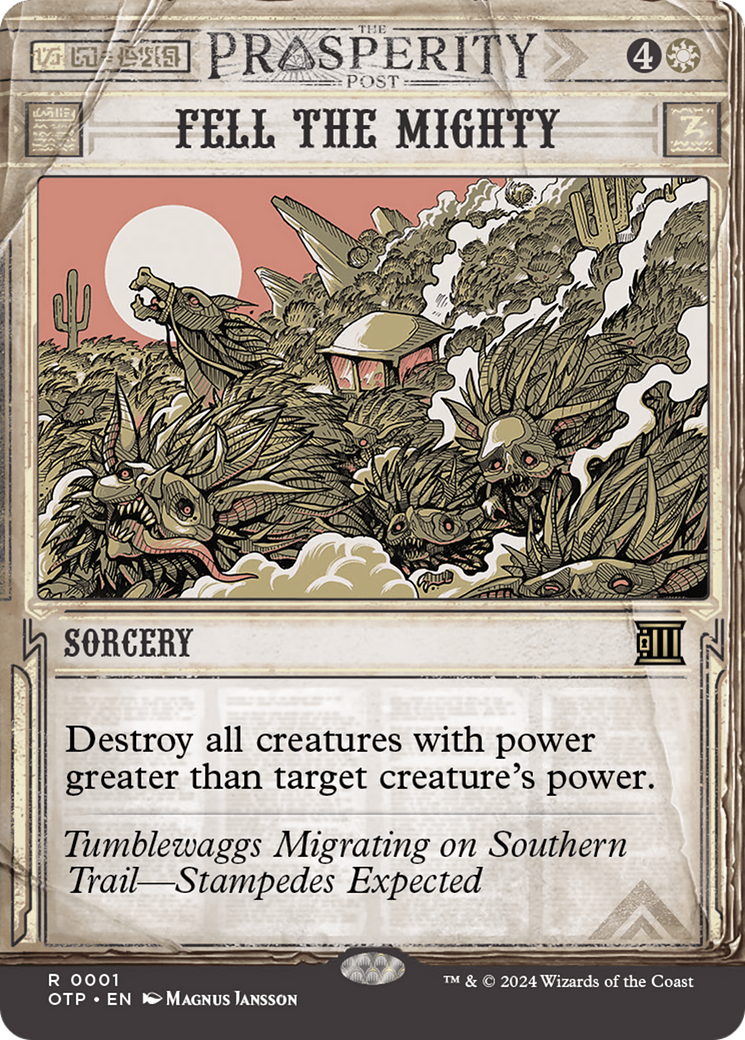 THE
PROSPERITY
POST
4
FELL THE MIGHTY
SORCERY
Destroy all creatures with power
greater than target creature's power.
Tumblewaggs Migrating on Southern
Trail—Stampedes Expected
R 0001
OTP • EN Magnus Jansson
™ & © 2024 Wizards of the Coast